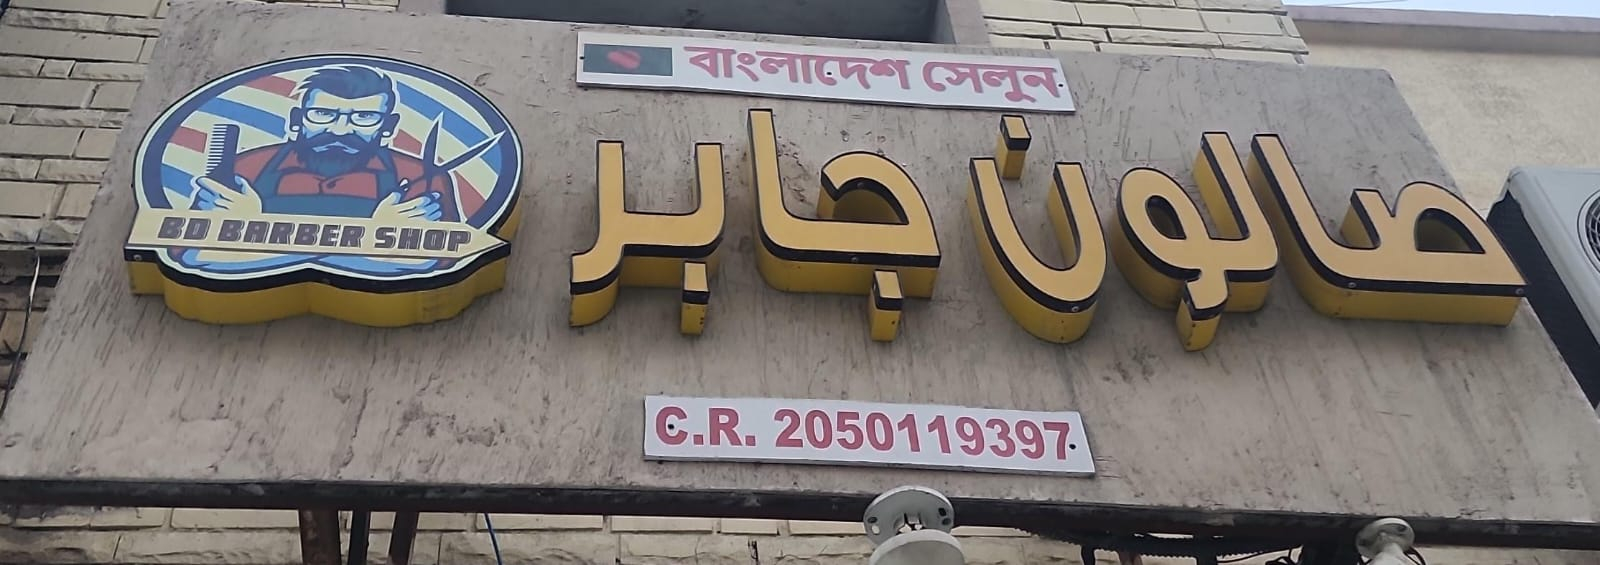 বাংলাদেশ সেলুন
صالون جابر
BD BARBER SHOP
C.R. 2050119397